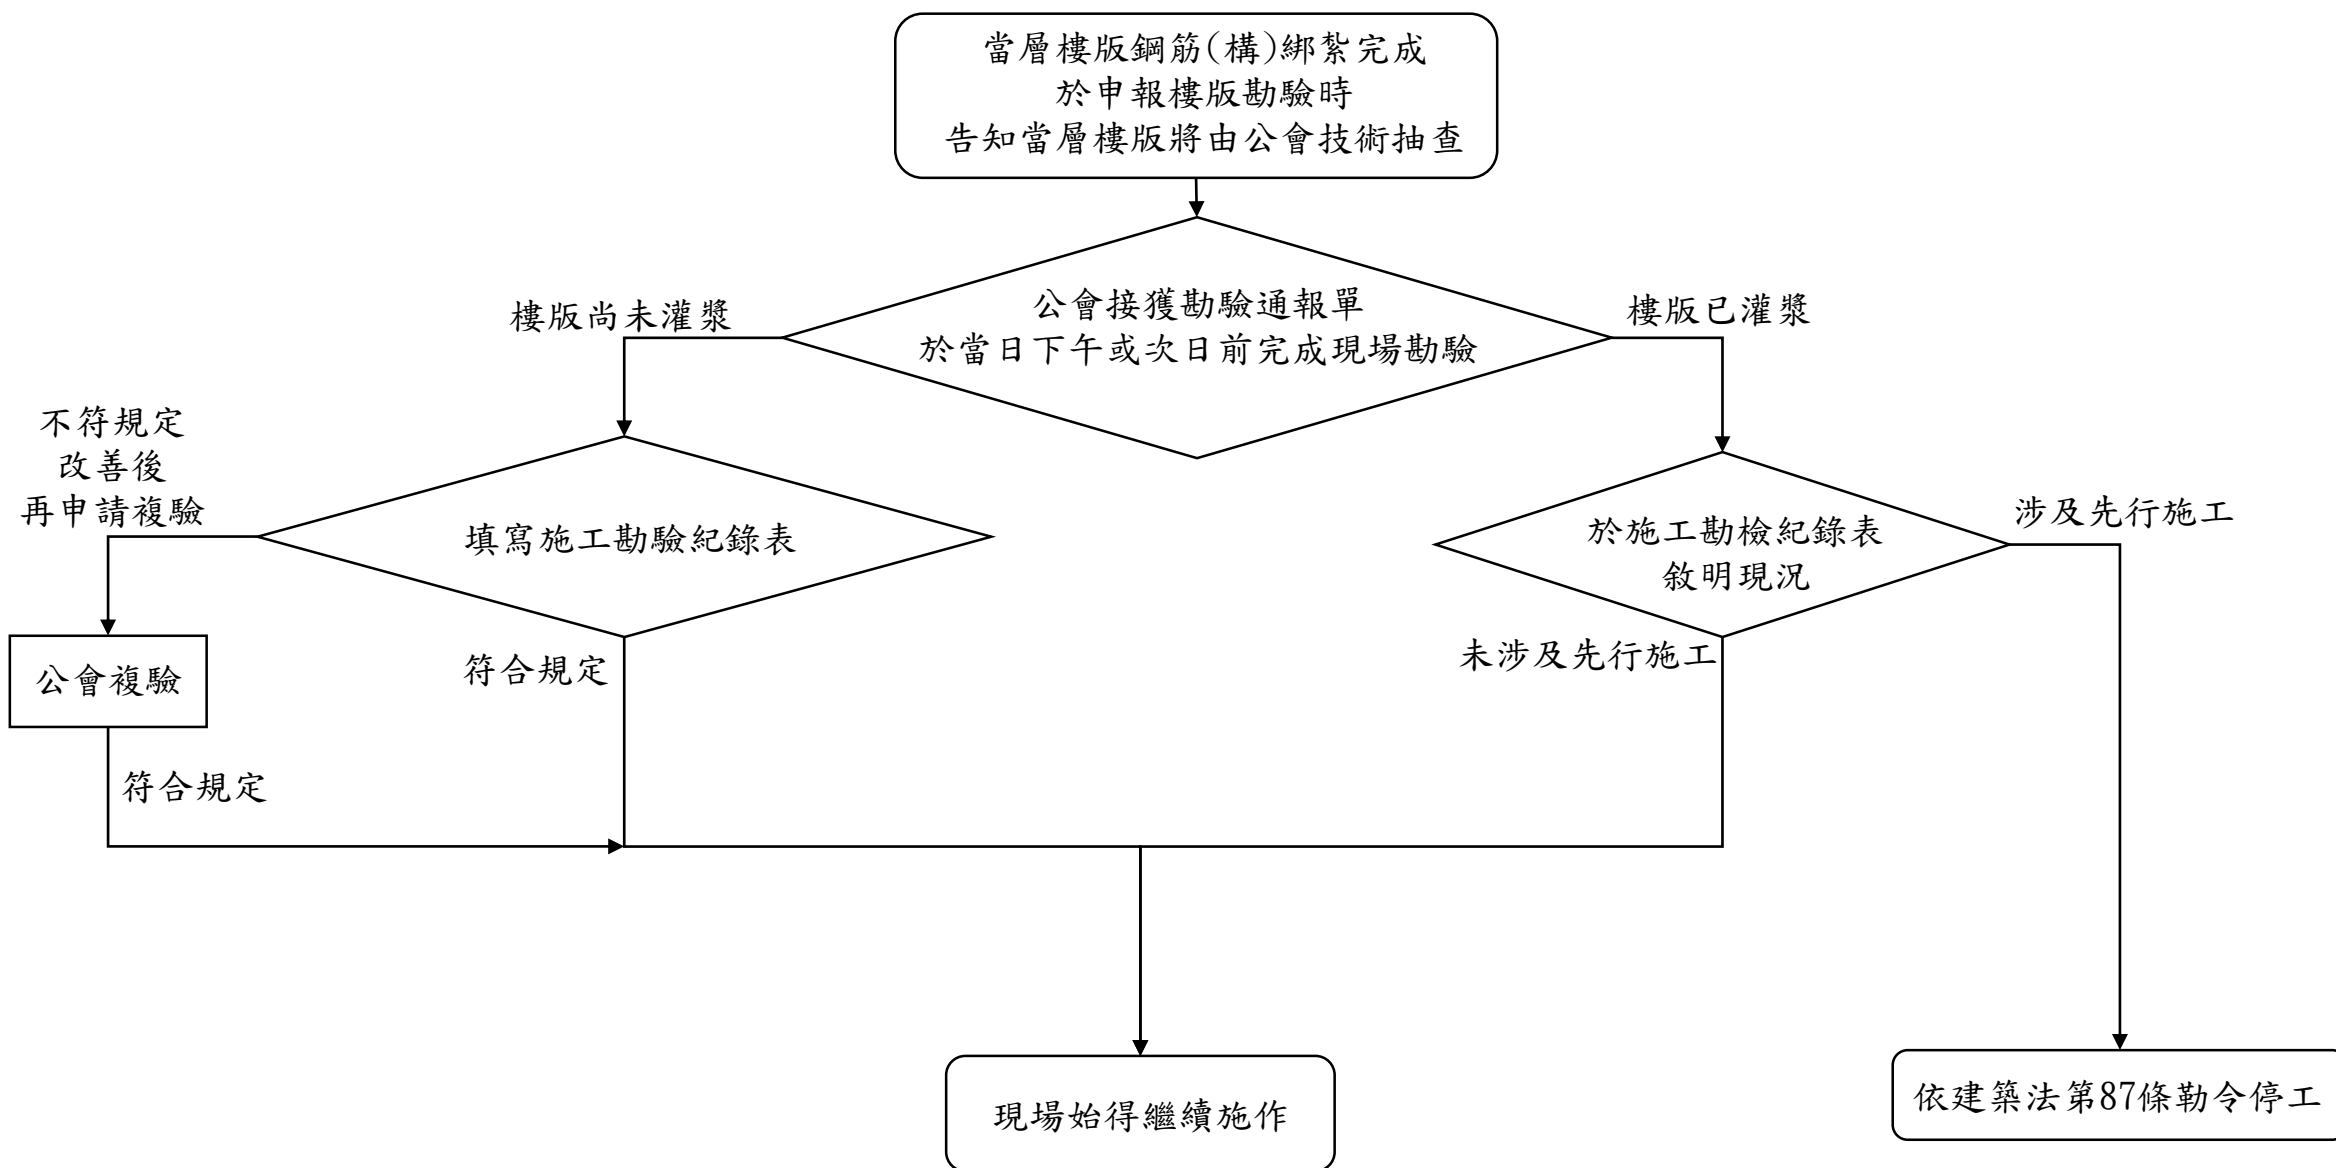 當層樓版鋼筋(構)綁紮完成
於申報樓版勘驗時
告知當層樓版將由公會技術抽查
公會接獲勘驗通報單
於當日下午或次日前完成現場勘驗
樓版尚未灌漿
樓版已灌漿
不符規定
改善後
再申請複驗
填寫施工勘驗紀錄表
於施工勘檢紀錄表
敘明現況
涉及先行施工
公會複驗
符合規定
未涉及先行施工
符合規定
現場始得繼續施作
依建築法第87條勒令停工